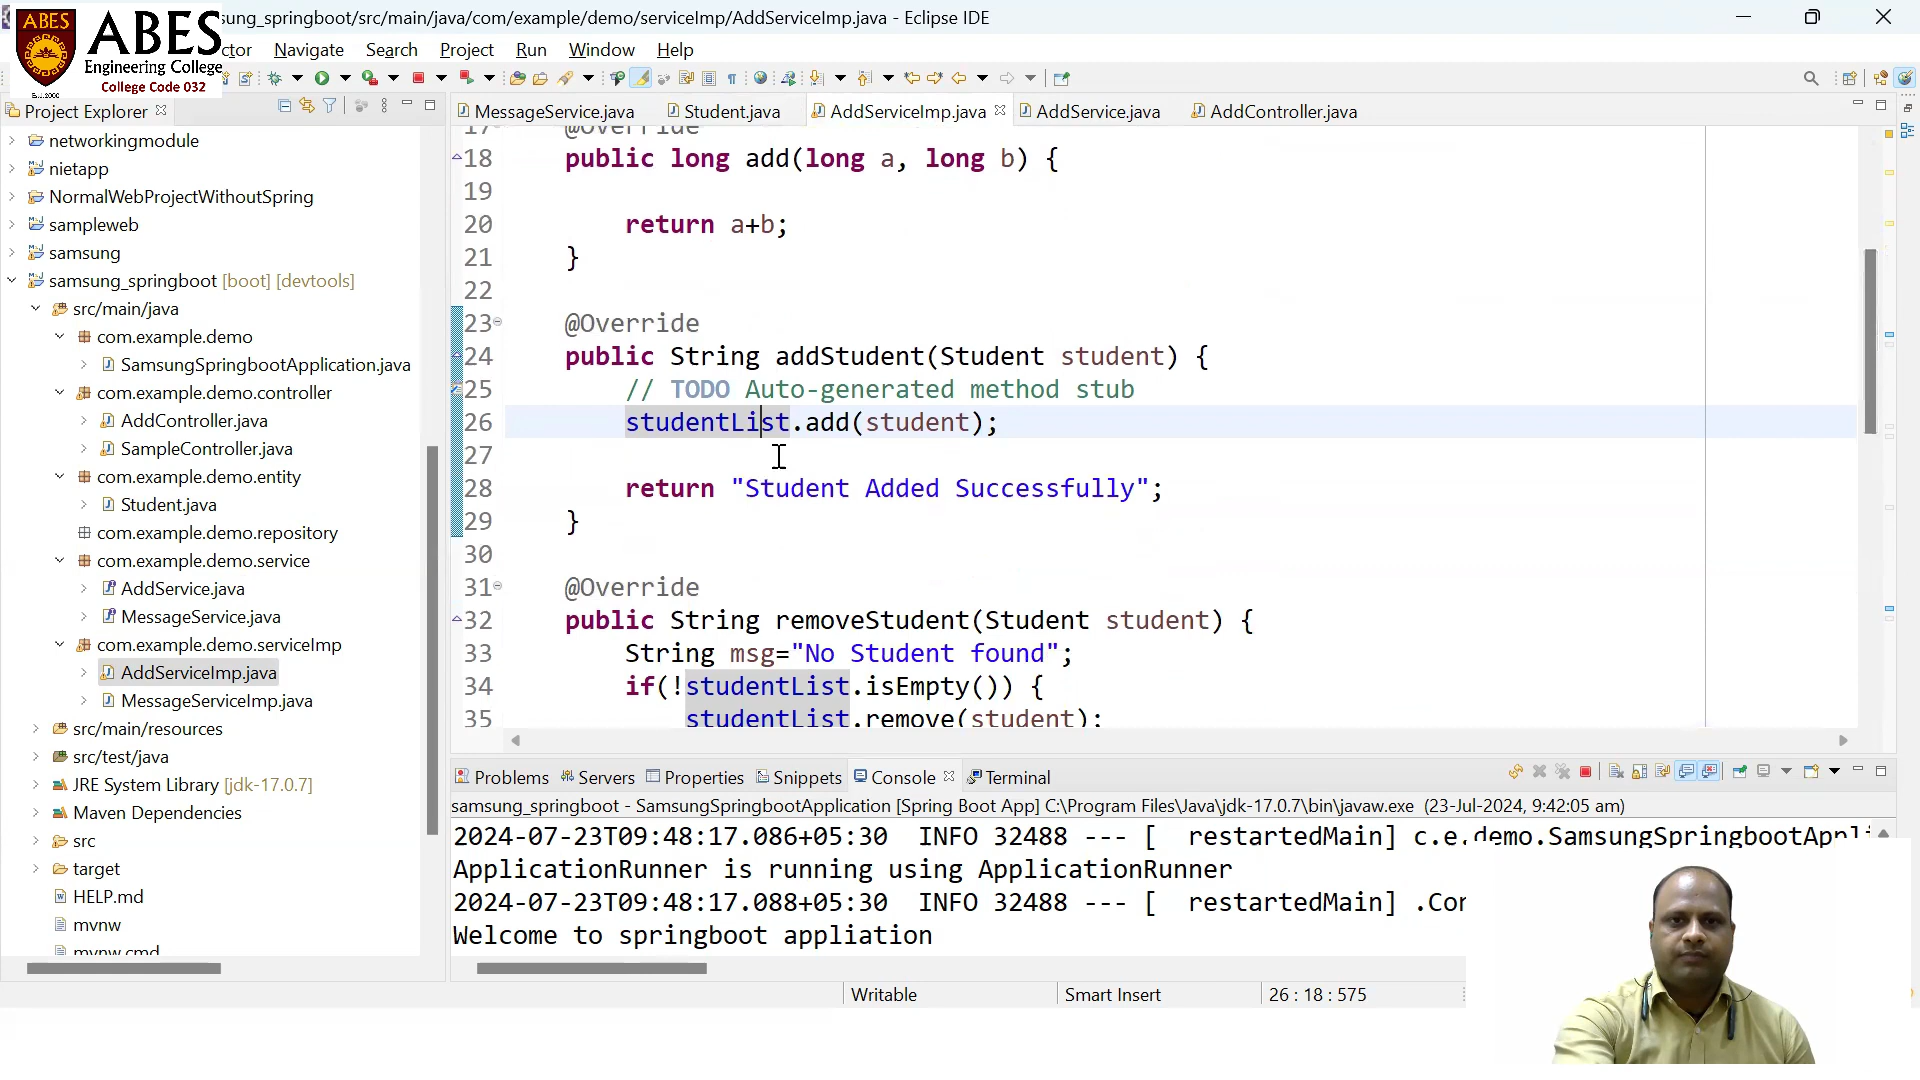 ABES
ABES
Engineering College
College Code 032
sung_springboot/src/main/java/com/example/demo/serviceImp/AddServiceImp.java - Eclipse IDE
ctor Navigate Search Project Run Window Help
Project Explorer
MessageService.java Student.java AddServiceImp.java AddService.java AddController.java
networkingmodule
nietapp
NormalWebProjectWithoutSpring
sampleweb
samsung
samsung_springboot [boot] [devtools]
src/main/java
com.example.demo
SamsungSpringbootApplication.java
com.example.demo.controller
AddController.java
SampleController.java
com.example.demo.entity
Student.java
com.example.demo.repository
com.example.demo.service
AddService.java
MessageService.java
com.example.demo.serviceImp
AddServiceImp.java
MessageServiceImp.java
src/main/resources
src/test/java
JRE System Library [jdk-17.0.7]
Maven Dependencies
src
target
HELP.md
mvnw
mvnw.cmd
17 @Override
18 public long add(long a, long b) {
19
20 return a+b;
21 }
22
23 @Override
24 public String addStudent(Student student) {
25 // TODO Auto-generated method stub
26 studentList.add(student);
27
28 return "Student Added Successfully";
29 }
30
31 @Override
32 public String removeStudent(Student student) {
33 String msg="No Student found";
34 if(!studentList.isEmpty()) {
35 studentList.remove(student);
Problems Servers Properties Snippets Console Terminal
samsung_springboot - SamsungSpringbootApplication [Spring Boot App] C:\Program Files\Java\jdk-17.0.7\bin\javaw.exe (23-Jul-2024, 9:42:05 am)
2024-07-23T09:48:17.086+05:30 INFO 32488 --- [ restartedMain] c.e.demo.SamsungSpringbootAppli
ApplicationRunner is running using ApplicationRunner
2024-07-23T09:48:17.088+05:30 INFO 32488 --- [ restartedMain] .Cor
Welcome to springboot appliation
Writable Smart Insert 26 : 18 : 575